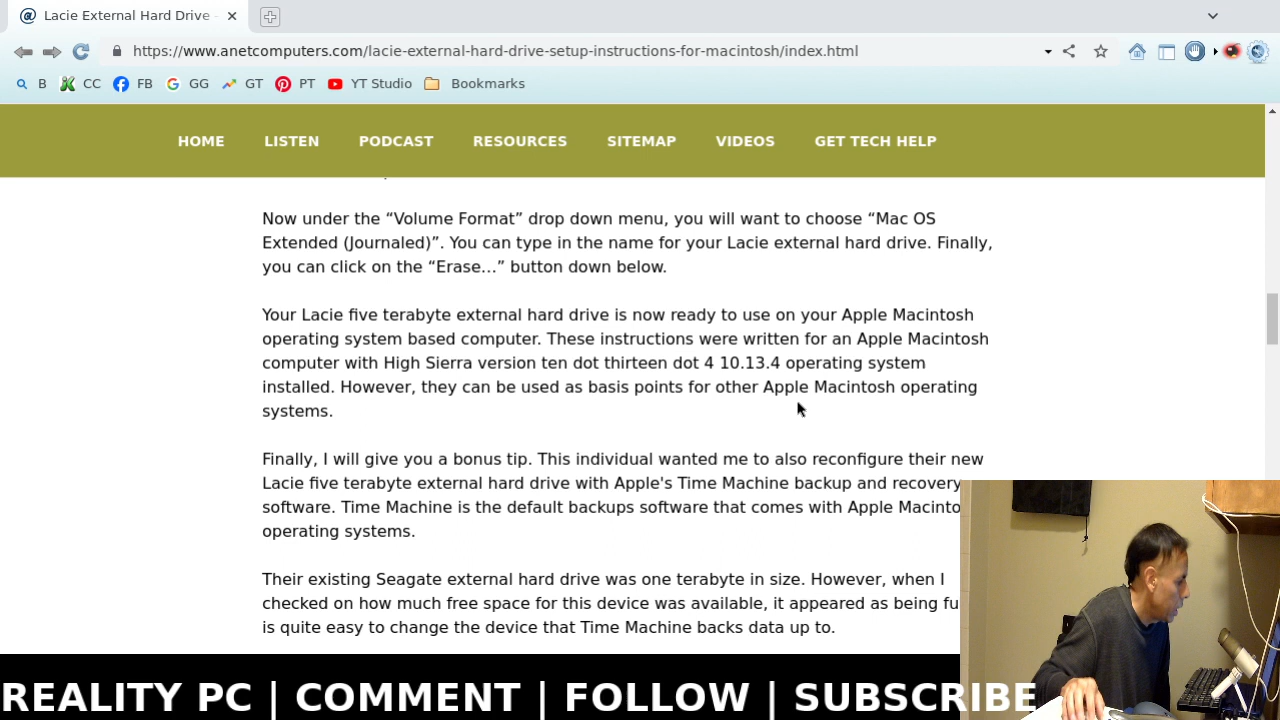 @ Lacie External Hard Drive -
https://www.anetcomputers.com/lacie-external-hard-drive-setup-instructions-for-macintosh/index.html
B CC FB GG GT PT YT Studio Bookmarks
HOME LISTEN PODCAST RESOURCES SITEMAP VIDEOS GET TECH HELP
Now under the “Volume Format” drop down menu, you will want to choose “Mac OS
Extended (Journaled)”. You can type in the name for your Lacie external hard drive. Finally,
you can click on the “Erase…” button down below.
Your Lacie five terabyte external hard drive is now ready to use on your Apple Macintosh
operating system based computer. These instructions were written for an Apple Macintosh
computer with High Sierra version ten dot thirteen dot 4 10.13.4 operating system
installed. However, they can be used as basis points for other Apple Macintosh operating
systems.
Finally, I will give you a bonus tip. This individual wanted me to also reconfigure their new
Lacie five terabyte external hard drive with Apple's Time Machine backup and recovery
software. Time Machine is the default backups software that comes with Apple Macinto
operating systems.
Their existing Seagate external hard drive was one terabyte in size. However, when I
checked on how much free space for this device was available, it appeared as being fu
is quite easy to change the device that Time Machine backs data up to.
REALITY PC | COMMENT | FOLLOW | SUBSCRIBE